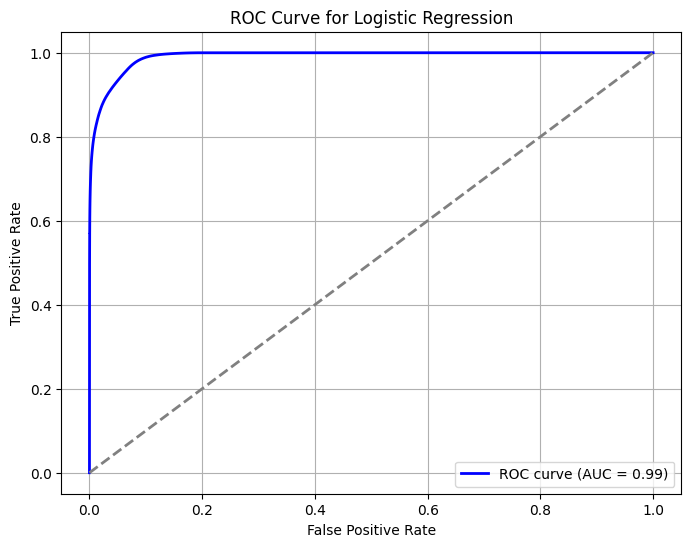 ROC Curve for Logistic Regression
1.0
0.8
0.6
0.4
0.2
0.0
True Positive Rate
ROC curve (AUC = 0.99)
0.0 0.2 0.4 0.6 0.8 1.0
False Positive Rate